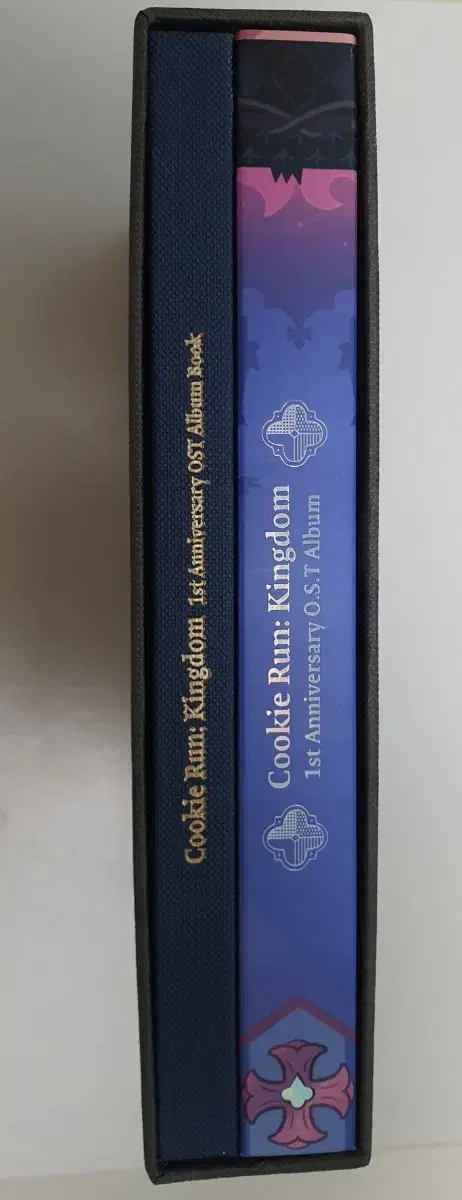 Cookie Run: Kingdom 1st Anniversary OST Album Book
Cookie Run: Kingdom
1st Anniversary O.S.T Album